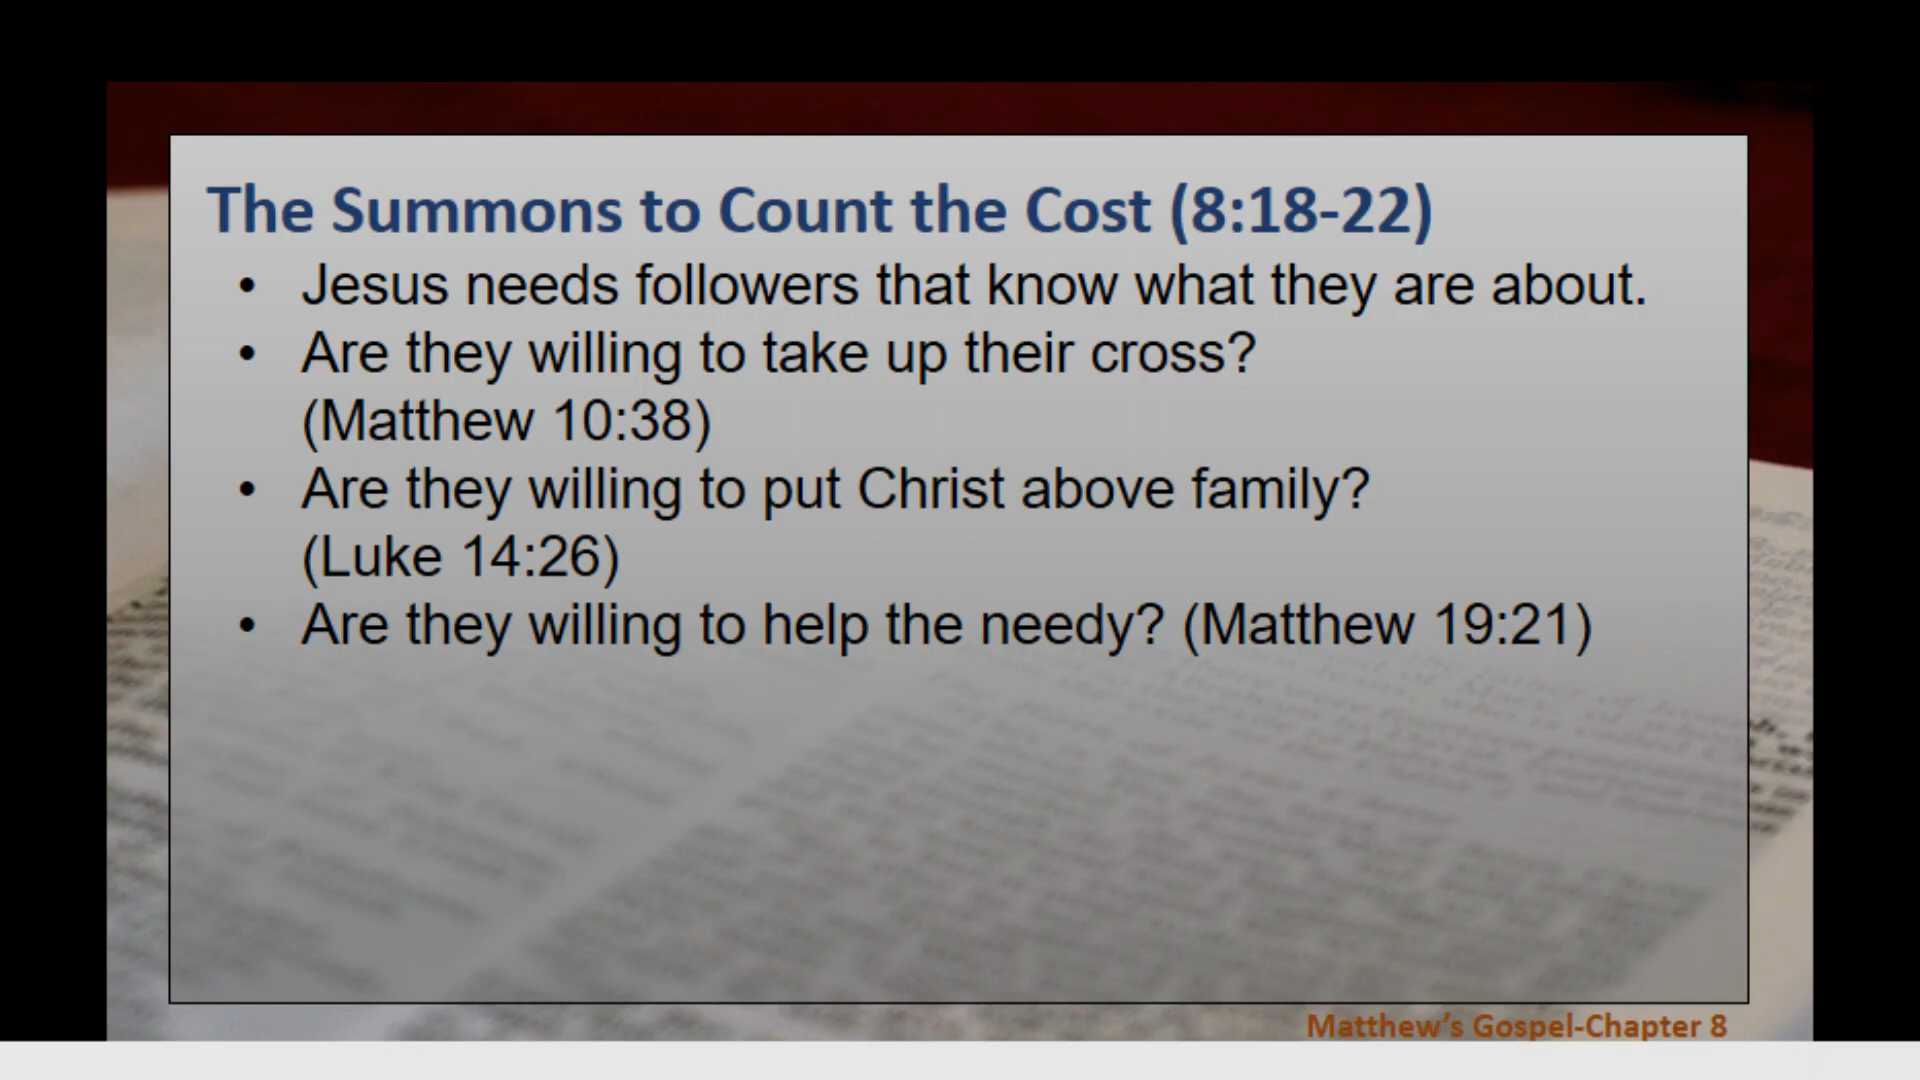 The Summons to Count the Cost (8:18-22)
• Jesus needs followers that know what they are about.
• Are they willing to take up their cross?
(Matthew 10:38)
• Are they willing to put Christ above family?
(Luke 14:26)
• Are they willing to help the needy? (Matthew 19:21)
Matthew’s Gospel-Chapter 8